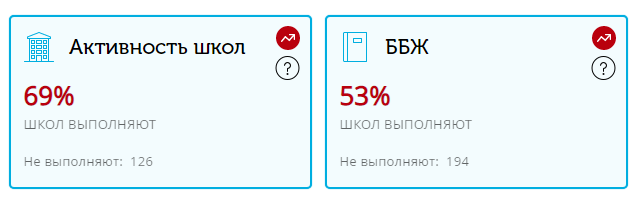 Активность школ
?
69%
ШКОЛ ВЫПОЛНЯЮТ
Не выполняют: 126
ББЖ
?
53%
ШКОЛ ВЫПОЛНЯЮТ
Не выполняют: 194